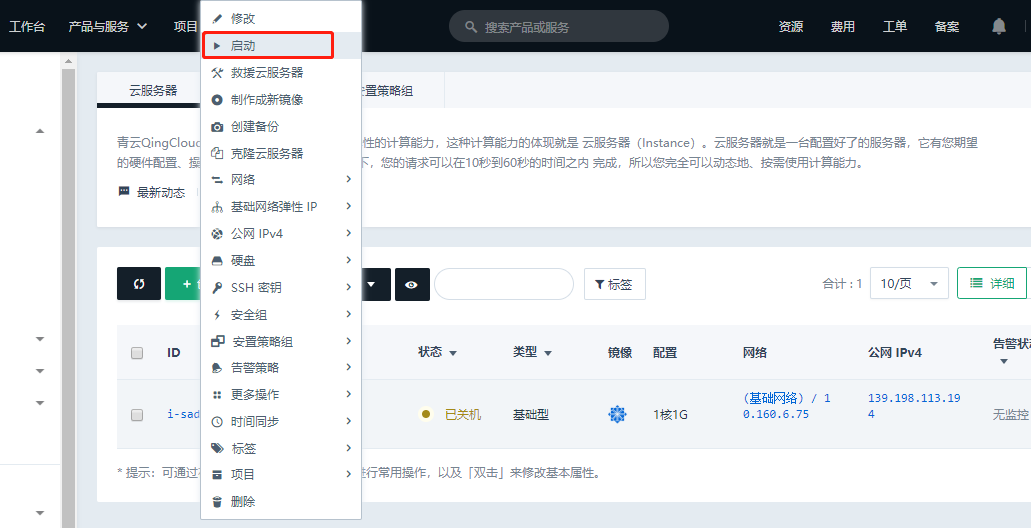 工作台 产品与服务 项目 搜索产品或服务 资源 费用 工单 备案
修改
启动
救援云服务器
制作成新镜像
创建备份
克隆云服务器
网络
基础网络弹性 IP
公网 IPv4
硬盘
SSH 密钥
安全组
安置策略组
告警策略
更多操作
时间同步
标签
项目
删除
云服务器 置策略组
青云QingClou 性的计算能力，这种计算能力的体现就是 云服务器（Instance）。云服务器就是一台配置好了的服务器，它有您期望
的硬件配置、操 下，您的请求可以在10秒到60秒的时间之内 完成，所以您完全可以动态地、按需使用计算能力。
最新动态
+ 标签 合计 : 1 10/页 详细
ID 状态 类型 镜像 配置 网络 公网 IPv4 告警状
i-sad 已关机 基础型 1核1G (基础网络) / 1 139.198.113.19 无监控
0.160.6.75 4
* 提示：可通过 行常用操作，以及「双击」来修改基本属性。